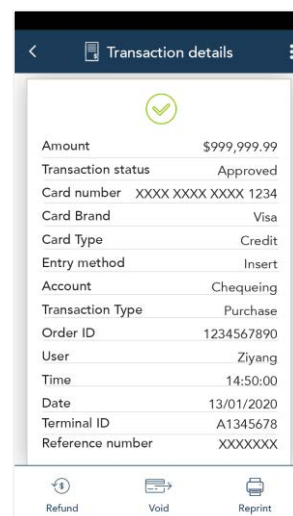 Transaction details
Amount $999,999.99
Transaction status Approved
Card number XXXX XXXX XXXX 1234
Card Brand Visa
Card Type Credit
Entry method Insert
Account Chequeing
Transaction Type Purchase
Order ID 1234567890
User Ziyang
Time 14:50:00
Date 13/01/2020
Terminal ID A1345678
Reference number XXXXXXX
Refund Void Reprint